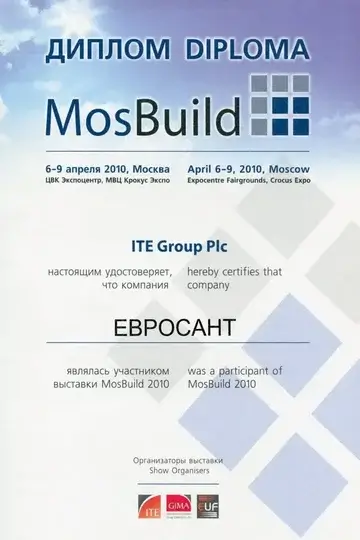 ДИПЛОМ DIPLOMA
MosBuild
6-9 апреля 2010, Москва
ЦВК Экспоцентр, МВЦ Крокус Экспо
April 6-9, 2010, Moscow
Expocentre Fairgrounds, Crocus Expo
ITE Group Plc
настоящим удостоверяет,
что компания
hereby certifies that
company
ЕВРОСАНТ
являлась участником
выставки MosBuild 2010
was a participant of
MosBuild 2010
Организаторы выставки
Show Organisers
ITE
GIMA
EUF